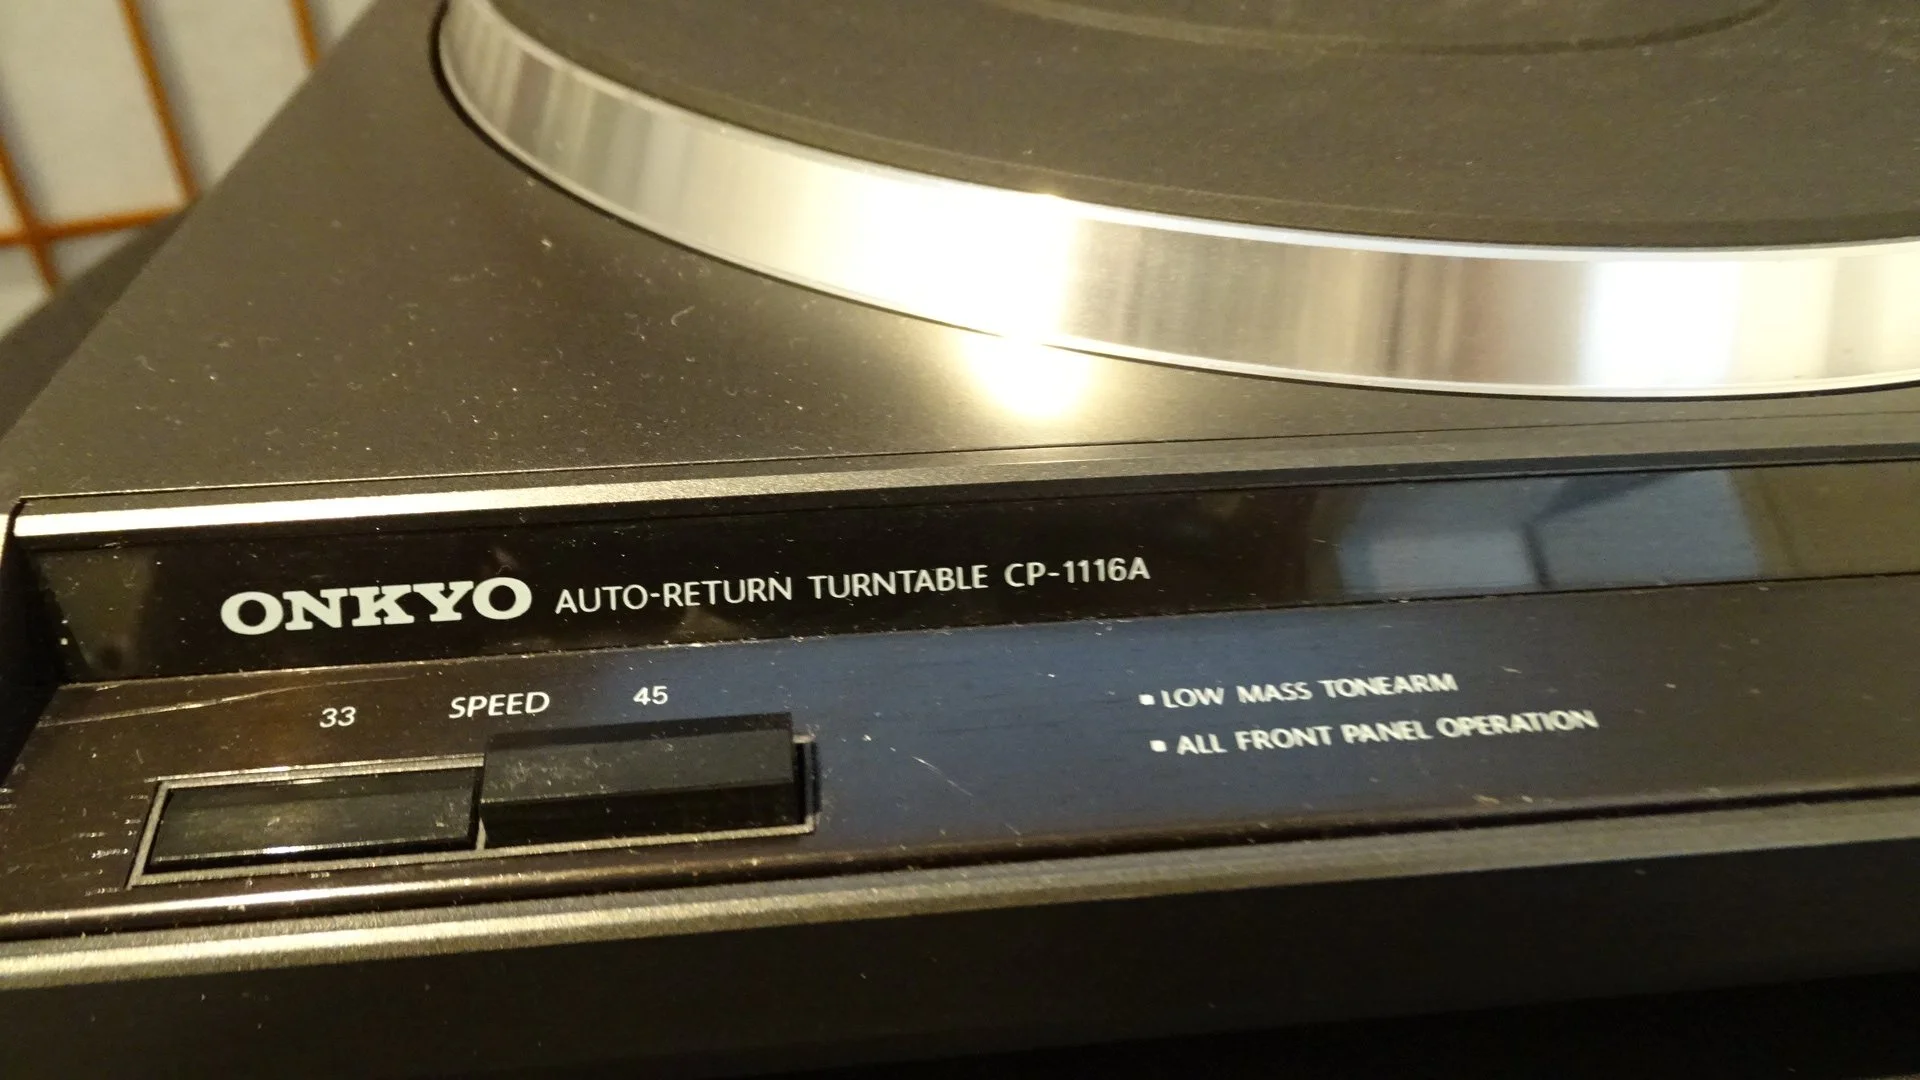 ONKYO AUTO-RETURN TURNTABLE CP-1116A
33 SPEED 45
▪ LOW MASS TONEARM
▪ ALL FRONT PANEL OPERATION